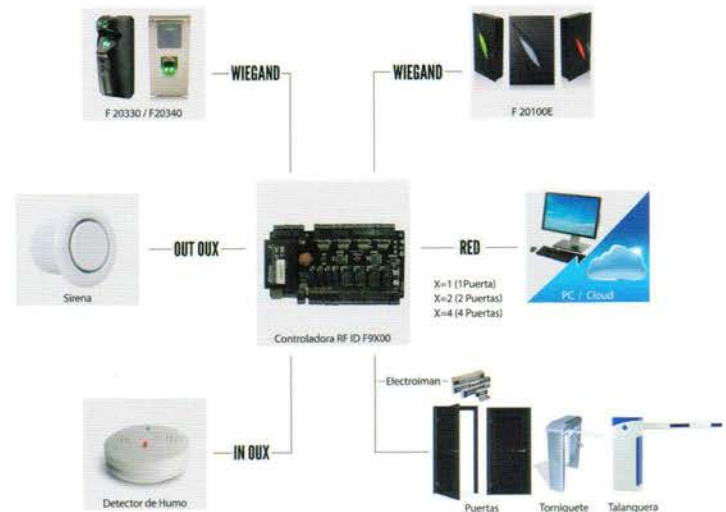 WIEGAND
WIEGAND
F 20330 / F20340
F 20100E
OUT OUX
RED
Sirena
X=1 (1Puerta)
X=2 (2 Puertas)
X=4 (4 Puertas)
PC / Cloud
Controladora RF ID F9X00
Electroiman
IN OUX
Detector de Humo
Puertas
Torniquete
Talanquera